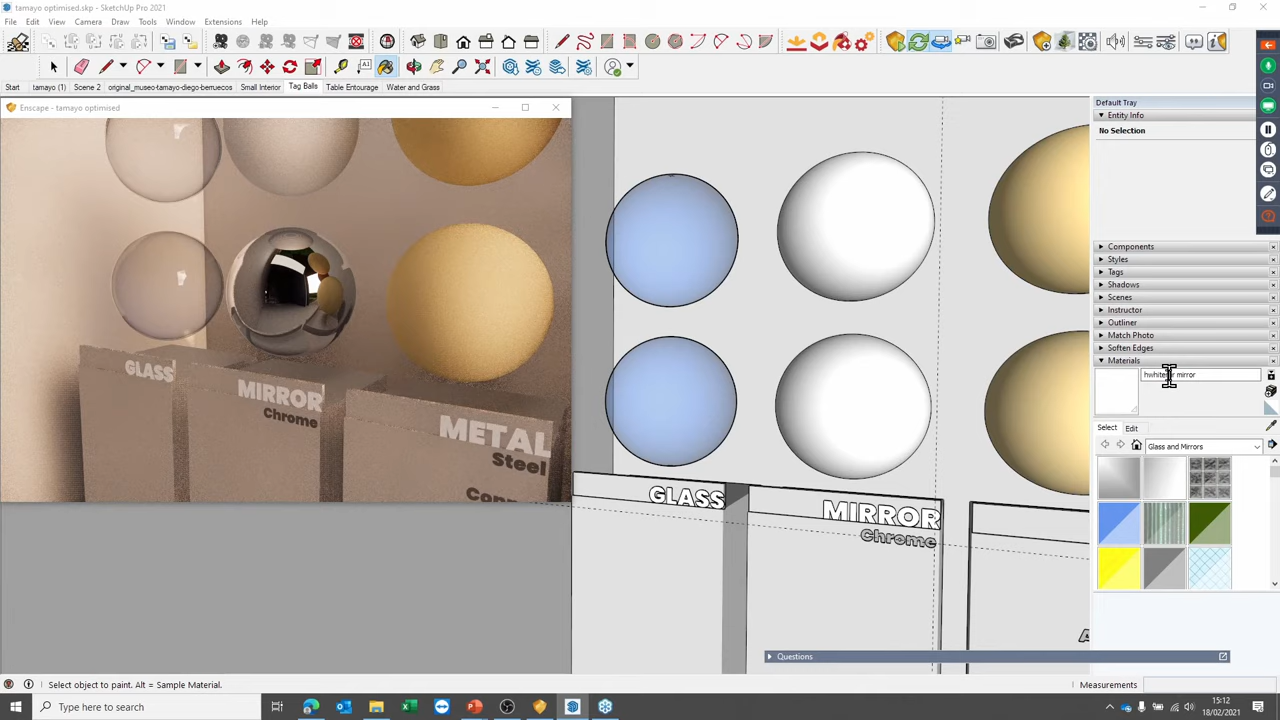 tamayo optimised.skp - SketchUp Pro 2021
File Edit View Camera Draw Tools Window Extensions Help
Start tamayo (1) Scene 2 original_museo-tamayo-diego-berruecos Small Interior Tag Balls Table Entourage Water and Grass
Enscape - tamayo optimised
GLASS
MIRROR
Chrome
METAL
Steel
GLASS
MIRROR
Chrome
Default Tray
Entity Info
No Selection
Components
Styles
Tags
Shadows
Scenes
Instructor
Outliner
Match Photo
Soften Edges
Materials
mirror
Select Edit
Glass and Mirrors
Questions
Select object to paint. Alt = Sample Material.
Measurements
Type here to search
15:12
18/02/2021